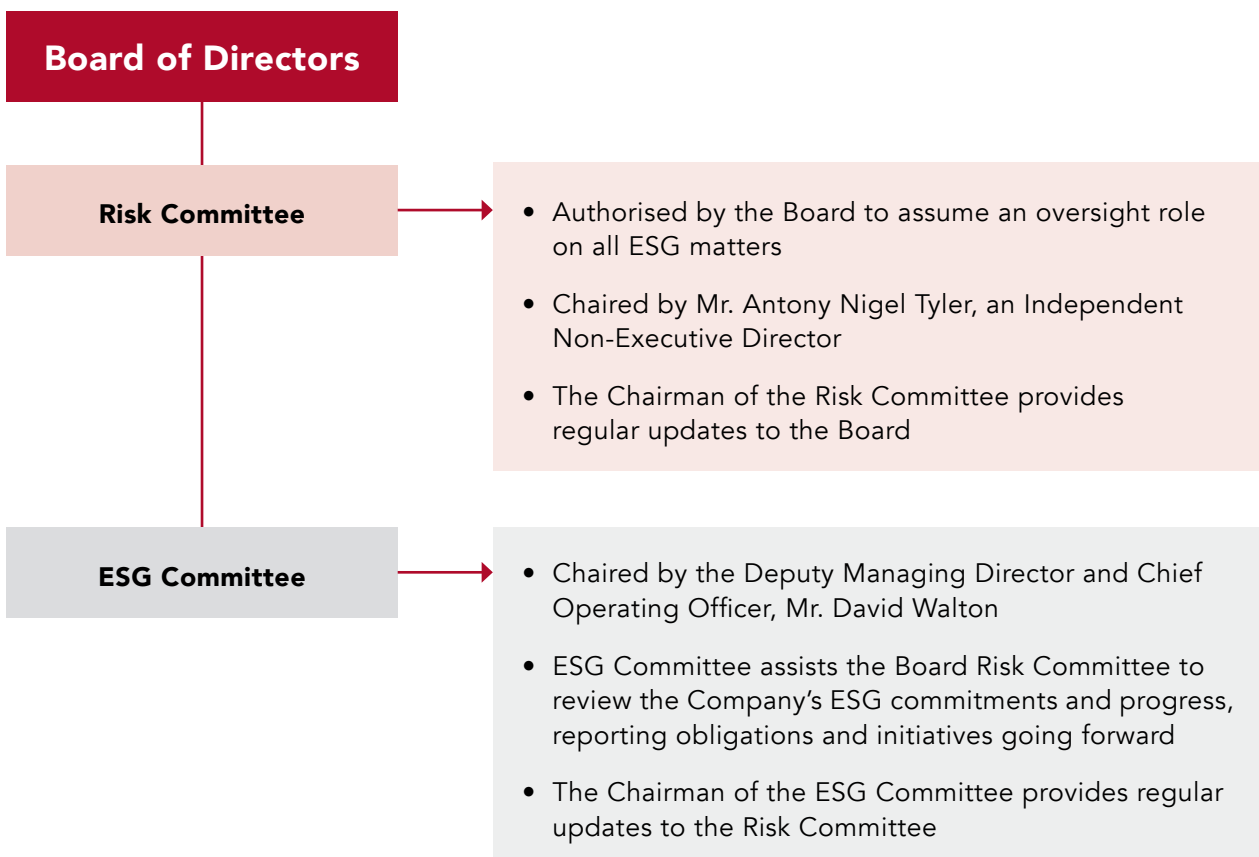 Board of Directors
Risk Committee
• Authorised by the Board to assume an oversight role
on all ESG matters
• Chaired by Mr. Antony Nigel Tyler, an Independent
Non-Executive Director
• The Chairman of the Risk Committee provides
regular updates to the Board
ESG Committee
• Chaired by the Deputy Managing Director and Chief
Operating Officer, Mr. David Walton
• ESG Committee assists the Board Risk Committee to
review the Company’s ESG commitments and progress,
reporting obligations and initiatives going forward
• The Chairman of the ESG Committee provides regular
updates to the Risk Committee